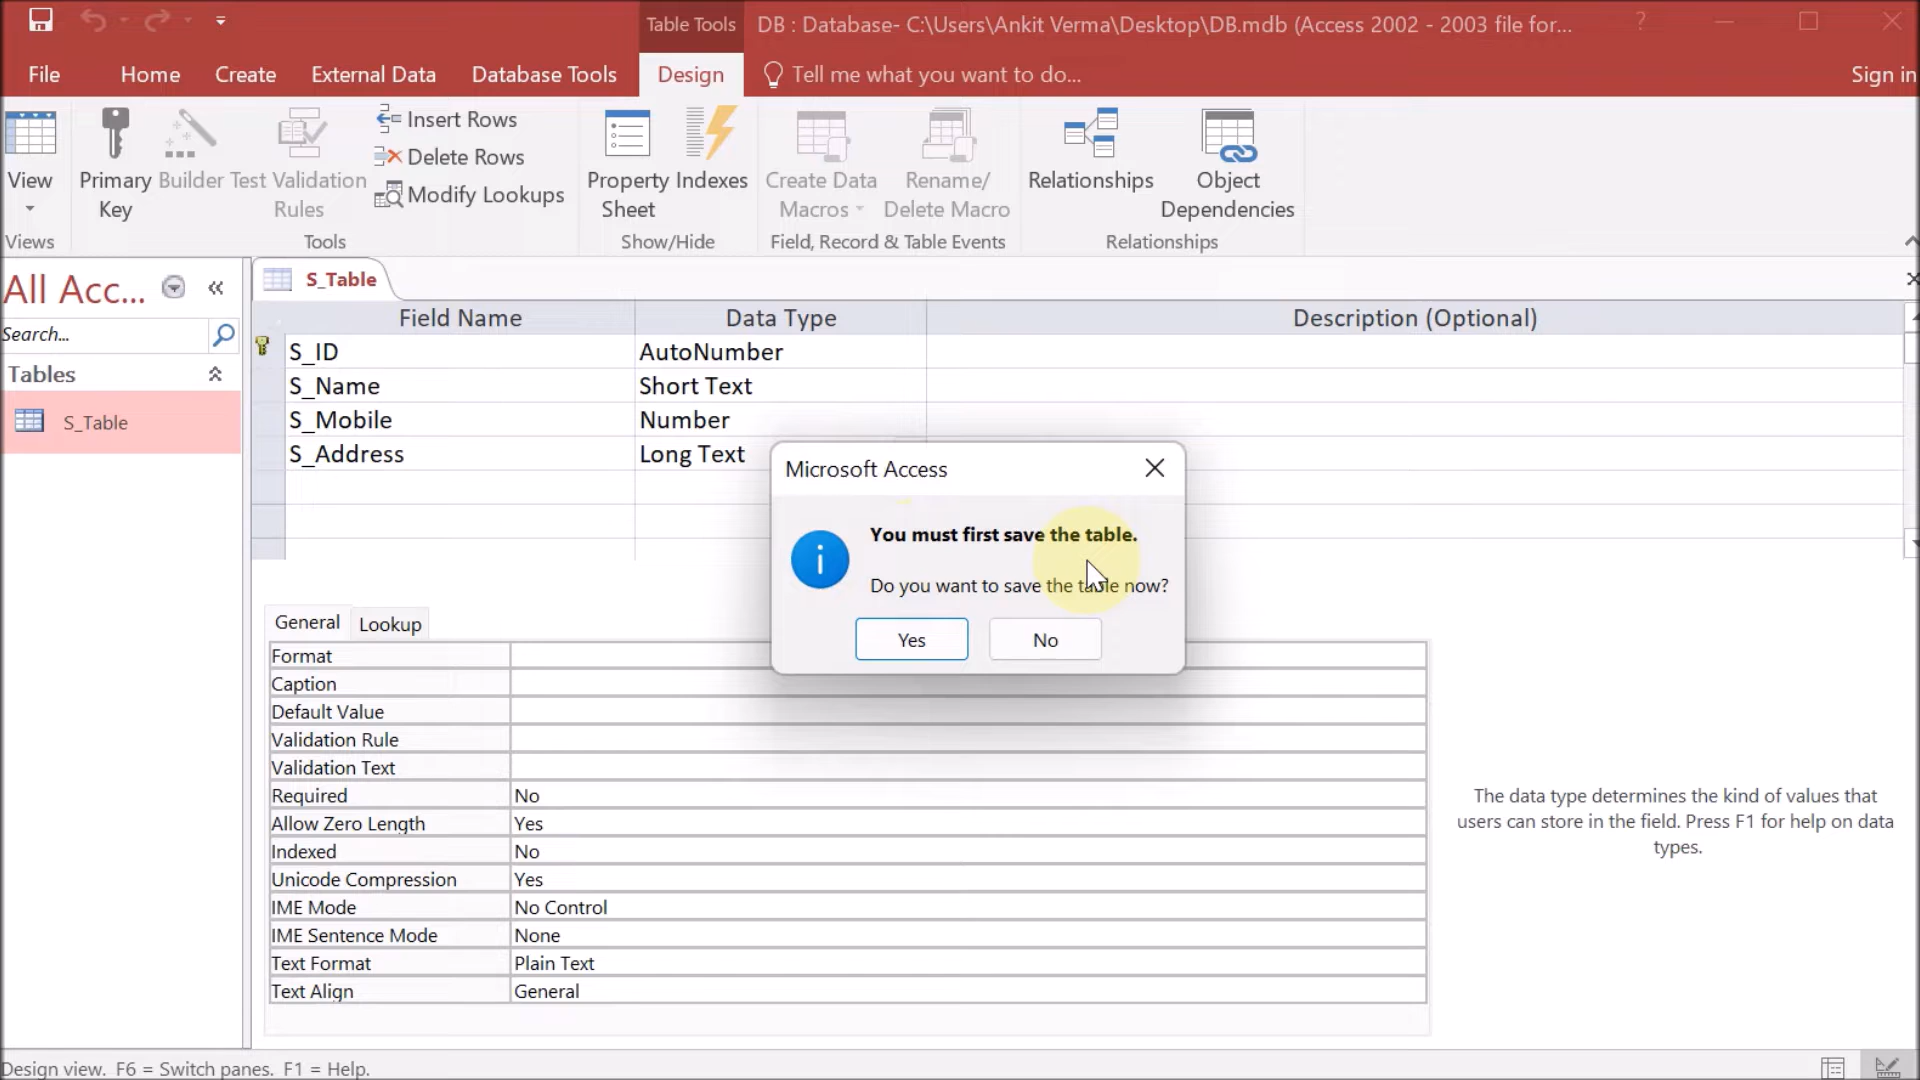 Table Tools
DB : Database- C:\Users\Ankit Verma\Desktop\DB.mdb (Access 2002 - 2003 file for...
?
File
Home
Create
External Data
Database Tools
Design
Tell me what you want to do...
Sign in
View
Primary
Key
Builder
Test Validation
Rules
Insert Rows
Delete Rows
Modify Lookups
Property
Sheet
Indexes
Create Data
Macros
Rename/
Delete Macro
Relationships
Object
Dependencies
Views
Tools
Show/Hide
Field, Record & Table Events
Relationships
All Acc...
Search...
Tables
S_Table
S_Table
Field Name
Data Type
Description (Optional)
S_ID
AutoNumber
S_Name
Short Text
S_Mobile
Number
S_Address
Long Text
Microsoft Access
You must first save the table.
Do you want to save the table now?
Yes
No
General
Lookup
Format
Caption
Default Value
Validation Rule
Validation Text
Required
No
Allow Zero Length
Yes
Indexed
No
Unicode Compression
Yes
IME Mode
No Control
IME Sentence Mode
None
Text Format
Plain Text
Text Align
General
The data type determines the kind of values that
users can store in the field. Press F1 for help on data
types.
Design view. F6 = Switch panes. F1 = Help.